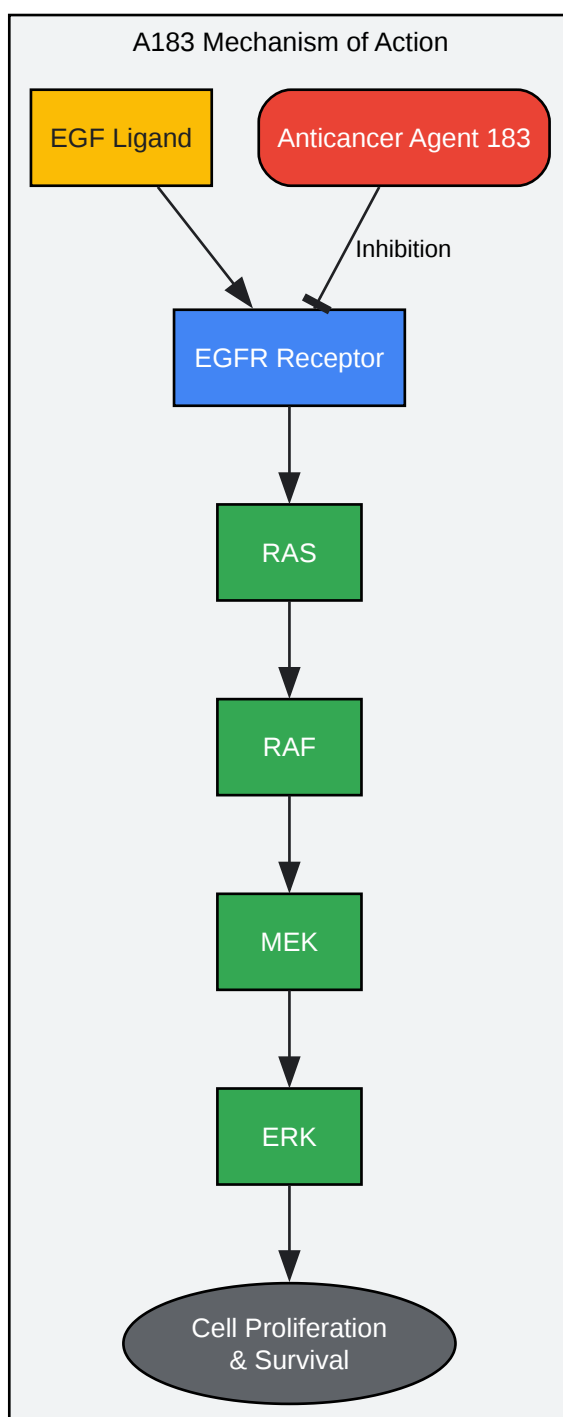 A183 Mechanism of Action
EGF Ligand
Anticancer Agent 183
Inhibition
EGFR Receptor
RAS
RAF
MEK
ERK
Cell Proliferation
& Survival